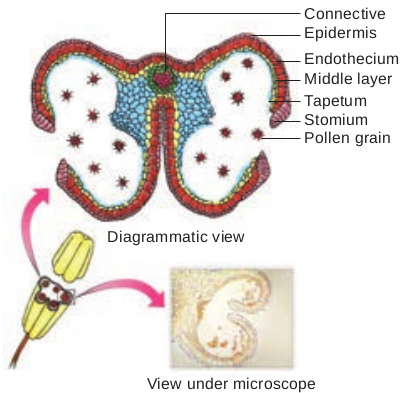 Connective
Epidermis
Endothecium
Middle layer
Tapetum
Stomium
Pollen grain
Diagrammatic view
View under microscope